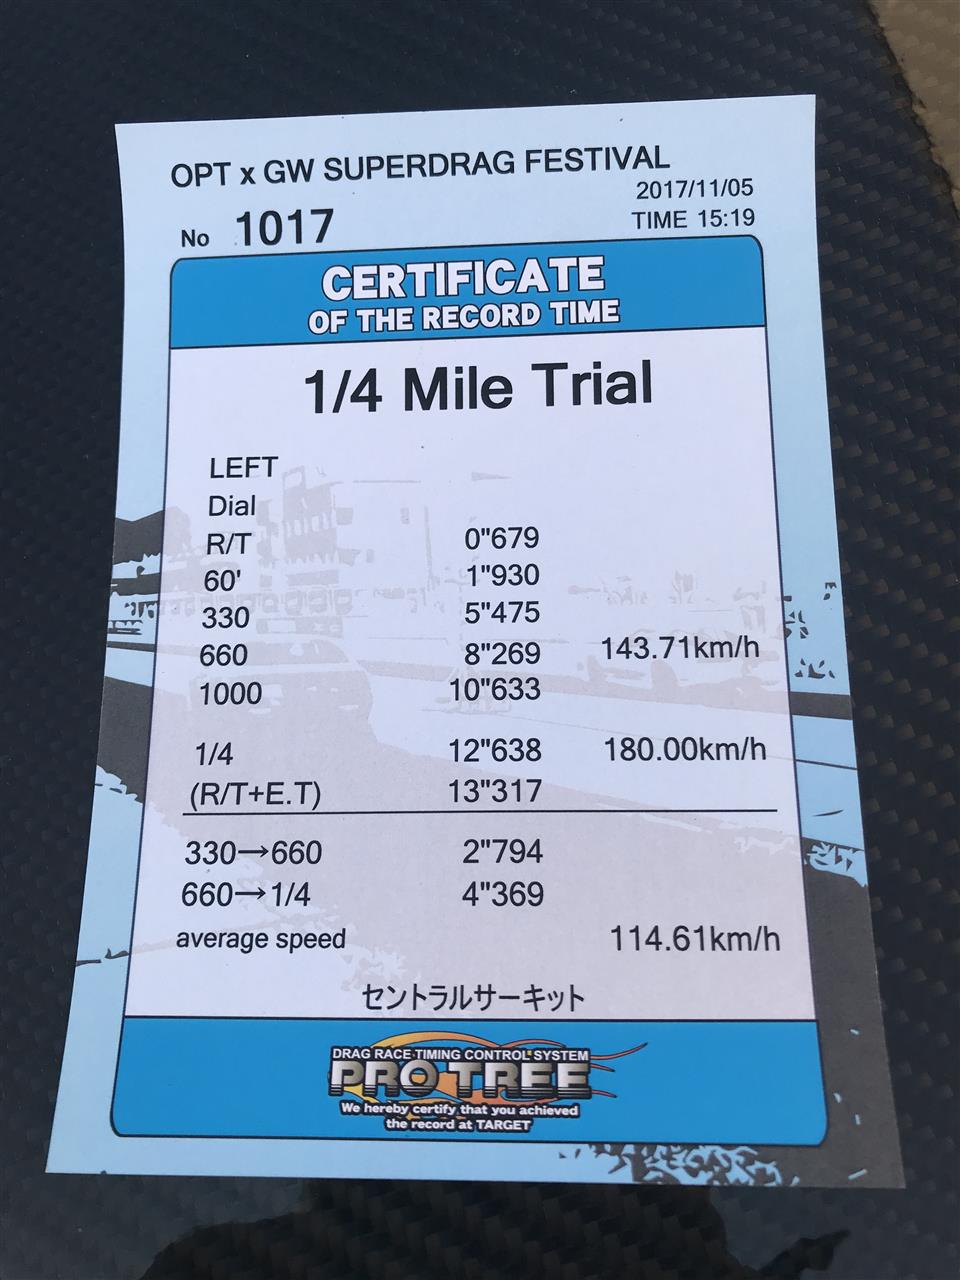 OPT x GW SUPERDRAG FESTIVAL
2017/11/05
No 1017 TIME 15:19
CERTIFICATE
OF THE RECORD TIME
1/4 Mile Trial
LEFT
Dial
R/T 0"679
60' 1"930
330 5"475
660 8"269 143.71km/h
1000 10"633
1/4 12"638 180.00km/h
(R/T+E.T) 13"317
330→660 2"794
660→1/4 4"369
average speed 114.61km/h
セントラルサーキット
DRAG RACE TIMING CONTROL SYSTEM
PRO TREE
We hereby certify that you achieved
the record at TARGET